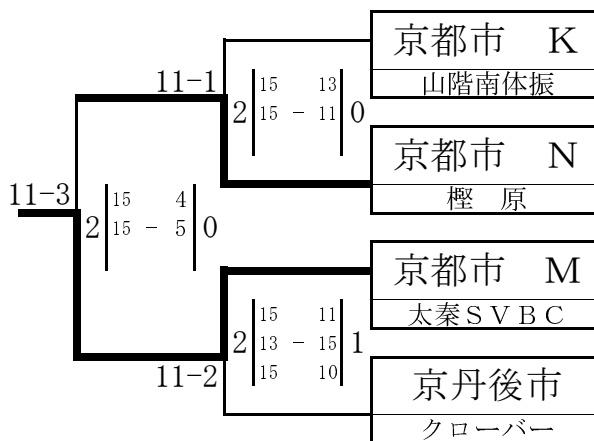 京都市 K
山階南体振
11-1
15 13
2 15 - 11 0
京都市 N
樫 原
11-3
15 4
2 15 - 5 0
京都市 M
太秦SVBC
15 11
2 13 - 15 1
15 10
11-2
京丹後市
クローバー